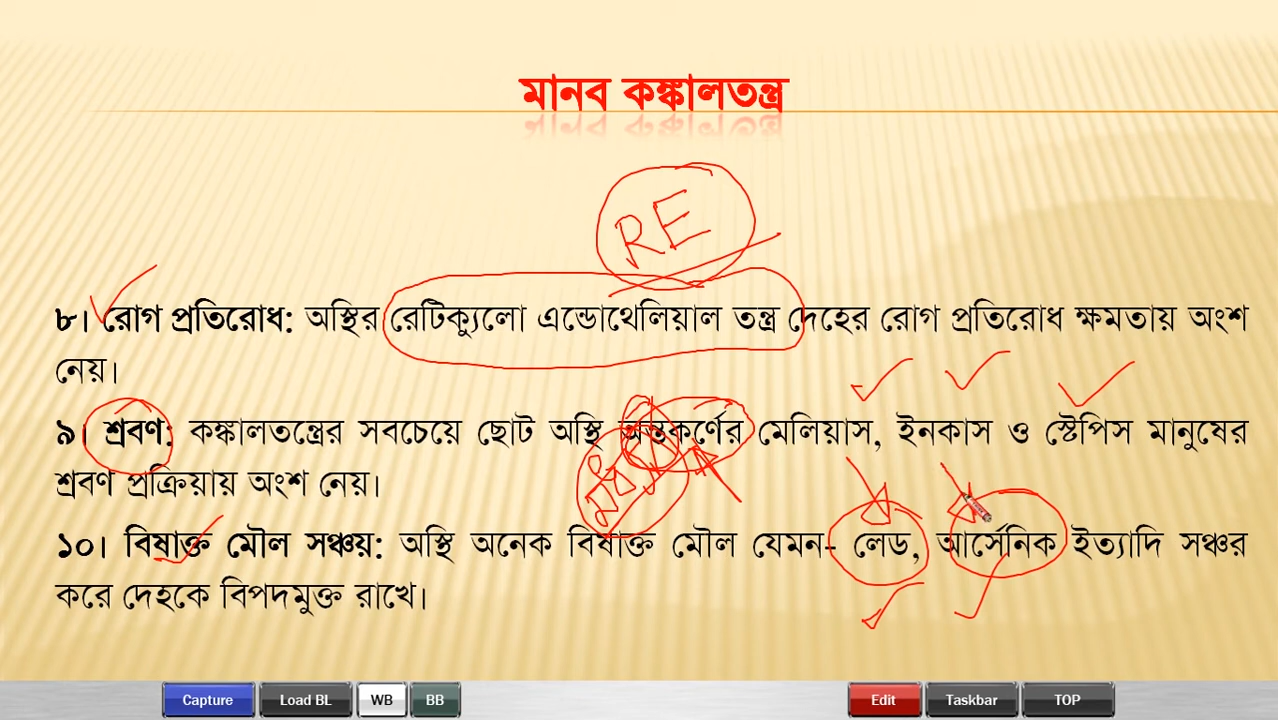 মানব কঙ্কালতন্ত্র
RE
৮। রোগ প্রতিরোধ: অস্থির রেটিক্যুলো এন্ডোথেলিয়াল তন্ত্র দেহের রোগ প্রতিরোধ ক্ষমতায় অংশ
নেয়।
৯। শ্রবণ: কঙ্কালতন্ত্রের সবচেয়ে ছোট অস্থি অন্তকর্ণের মেলিয়াস, ইনকাস ও স্টেপিস মানুষের
শ্রবণ প্রক্রিয়ায় অংশ নেয়।
১০। বিষাক্ত মৌল সঞ্চয়: অস্থি অনেক বিষাক্ত মৌল যেমন- লেড, আর্সেনিক ইত্যাদি সঞ্চর
করে দেহকে বিপদমুক্ত রাখে।
Capture Load BL WB BB Edit Taskbar TOP